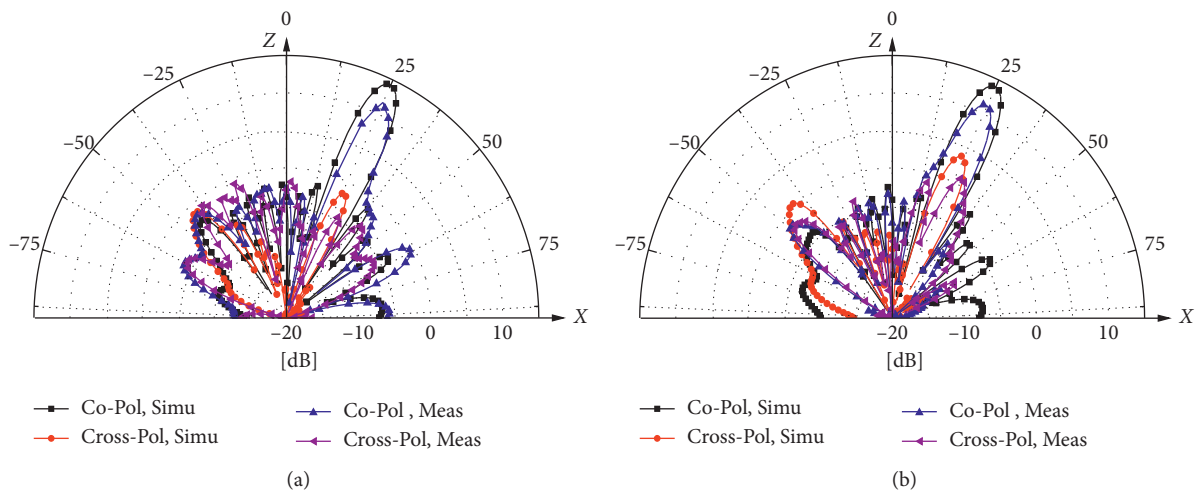 0
Z
–25
25
–50
50
–75
75
–20
–10
0
10
X
[dB]
Co-Pol, Simu
Cross-Pol, Simu
Co-Pol , Meas
Cross-Pol, Meas
(a)
0
Z
–25
25
–50
50
–75
75
–20
–10
0
10
X
[dB]
Co-Pol, Simu
Cross-Pol, Simu
Co-Pol , Meas
Cross-Pol, Meas
(b)